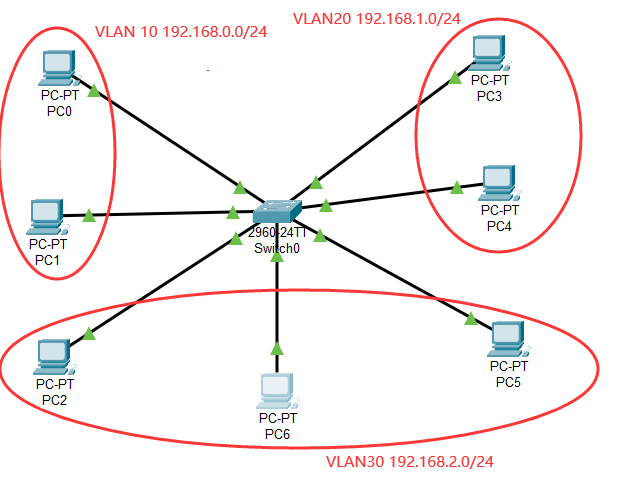 VLAN 10 192.168.0.0/24
VLAN20 192.168.1.0/24
PC-PT
PC0
PC-PT
PC3
PC-PT
PC4
PC-PT
PC1
2960-24TT
Switch0
PC-PT
PC2
PC-PT
PC6
PC-PT
PC5
VLAN30 192.168.2.0/24